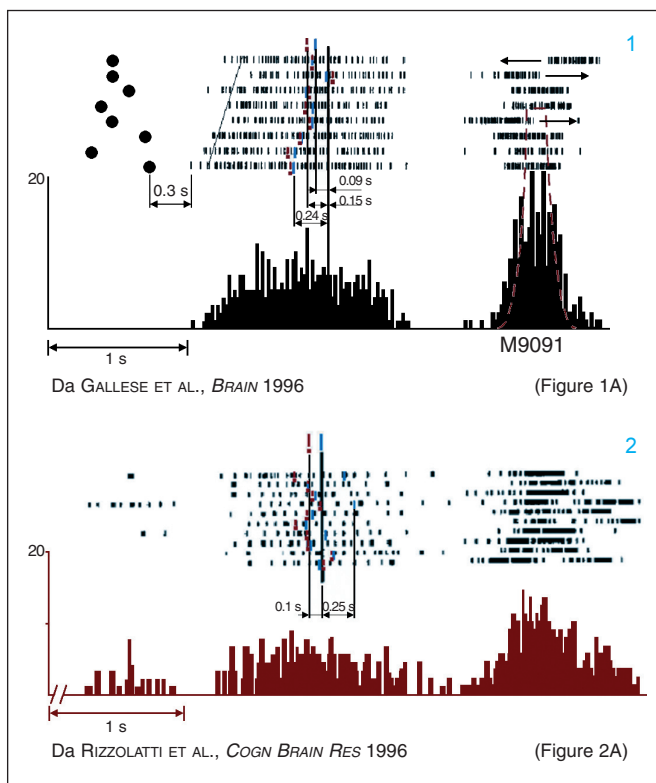 1
20
0.3 s
0.09 s
0.15 s
0.24 s
M9091
1 s
Da GALLESE ET AL., BRAIN 1996 (Figure 1A)
2
20
0.1 s 0.25 s
1 s
Da RIZZOLATTI ET AL., COGN BRAIN RES 1996 (Figure 2A)